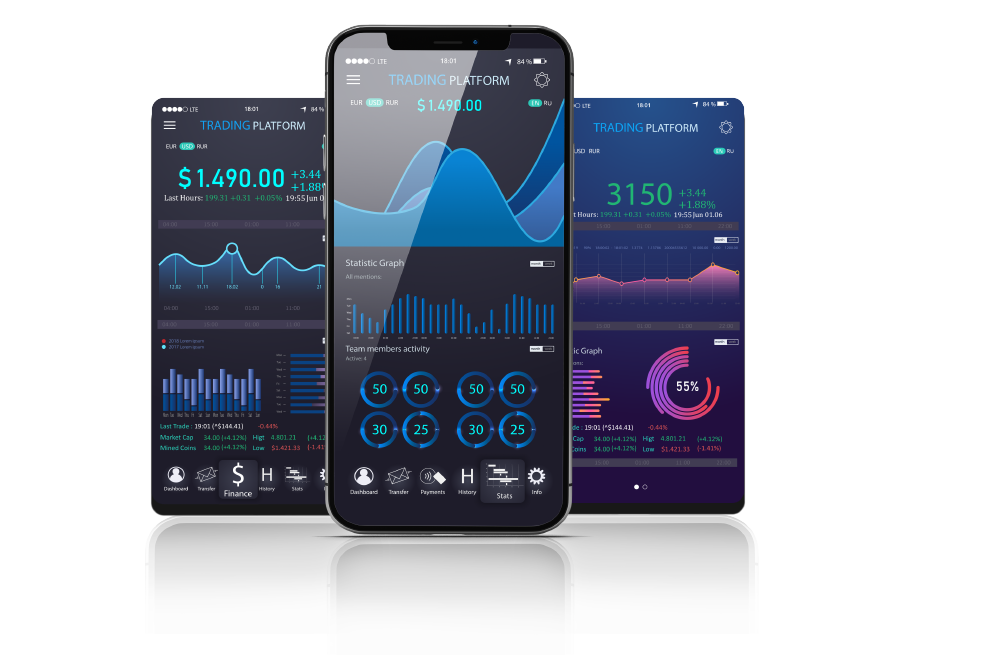 LTE 18:01 84 %
TRADING PLATFORM
EUR USD RUR
$1.490.00 +3.44
+1.88%
Last Hours: 199.31 +0.31 +0.05% 19:55 Jun 0
12.02 11.11 18.02 0 16 21
2017 Lorem ipsum
Last Trade : 19:01 (*$144.41) -0.44%
Market Cap 34.00 (+4.12%) Higt 4.801.21 (+4.12
Mined Coins 34.00 (+4.12%) Low $1.421.33 (-1.41
Dashboard Transfer Finance History Stats
LTE 18:01 84 %
TRADING PLATFORM
EUR USD RUR $1.490.00 EN RU
Statistic Graph
All mentions:
Team members activity
Active 4
50 50 50 50
30 25 30 25
Dashboard Transfer Payments History Stats Info
LTE 18:01 84 %
TRADING PLATFORM
USD RUR EN RU
3150 +3.44
+1.88%
t Hours: 199.31 +0.31 +0.05% 19:55 Jun 01.06
ic Graph
55%
de : 19:01 (*$144.41) -0.44%
Cap 34.00 (+4.12%) Higt 4.801.21 (+4.12%)
Coins 34.00 (+4.12%) Low $1.421.33 (-1.41%)